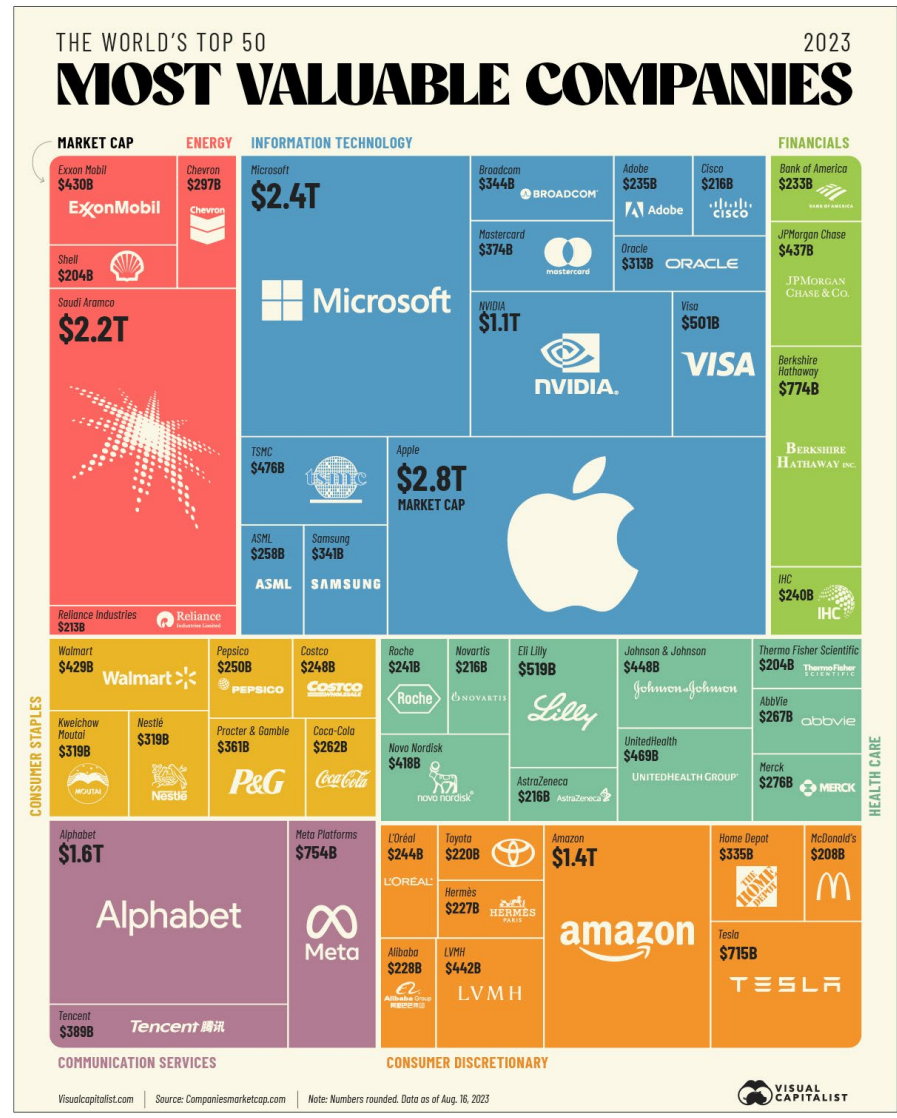 THE WORLD'S TOP 50
2023
MOST VALUABLE COMPANIES
MARKET CAP
ENERGY
INFORMATION TECHNOLOGY
FINANCIALS
Exxon Mobil
$430B
ExxonMobil
Chevron
$297B
Chevron
Shell
$204B
Saudi Aramco
$2.2T
Reliance Industries
$213B
Reliance
Industries Limited
Microsoft
$2.4T
Microsoft
Broadcom
$344B
BROADCOM
Mastercard
$374B
mastercard
Adobe
$235B
Adobe
Cisco
$216B
CISCO
Oracle
$313B
ORACLE
NVIDIA
$1.1T
NVIDIA.
Visa
$501B
VISA
TSMC
$476B
tsmc
ASML
$258B
ASML
Samsung
$341B
SAMSUNG
Apple
$2.8T
MARKET CAP
Bank of America
$233B
BANK OF AMERICA
JPMorgan Chase
$437B
JPMORGAN
CHASE & CO.
Berkshire
Hathaway
$774B
BERKSHIRE
HATHAWAY INC.
IHC
$240B
IHC
CONSUMER STAPLES
Walmart
$429B
Walmart
Pepsico
$250B
PEPSICO
Costco
$248B
COSTCO
WHOLESALE
Kweichow
Moutai
$319B
MOUTAI
Nestlé
$319B
Nestlé
Procter & Gamble
$361B
P&G
Coca-Cola
$262B
Coca-Cola
HEALTH CARE
Roche
$241B
Roche
Novartis
$216B
NOVARTIS
Eli Lilly
$519B
Lilly
Johnson & Johnson
$448B
Johnson & Johnson
Thermo Fisher Scientific
$204B
ThermoFisher
SCIENTIFIC
AbbVie
$267B
abbvie
Novo Nordisk
$418B
novo nordisk
AstraZeneca
$216B
AstraZeneca
UnitedHealth
$469B
UNITEDHEALTH GROUP
Merck
$276B
MERCK
Alphabet
$1.6T
Alphabet
Meta Platforms
$754B
Meta
Tencent
$389B
Tencent 腾讯
COMMUNICATION SERVICES
L'Oréal
$244B
L'ORÉAL
Toyota
$220B
Hermès
$227B
HERMÈS
PARIS
Alibaba
$228B
Alibaba Group
阿里巴巴集团
LVMH
$442B
LVMH
Amazon
$1.4T
amazon
Home Depot
$335B
THE
HOME
DEPOT
McDonald's
$208B
Tesla
$715B
TESLA
CONSUMER DISCRETIONARY
Visualcapitalist.com
Source: Companiesmarketcap.com
Note: Numbers rounded. Data as of Aug. 16, 2023
VISUAL
CAPITALIST